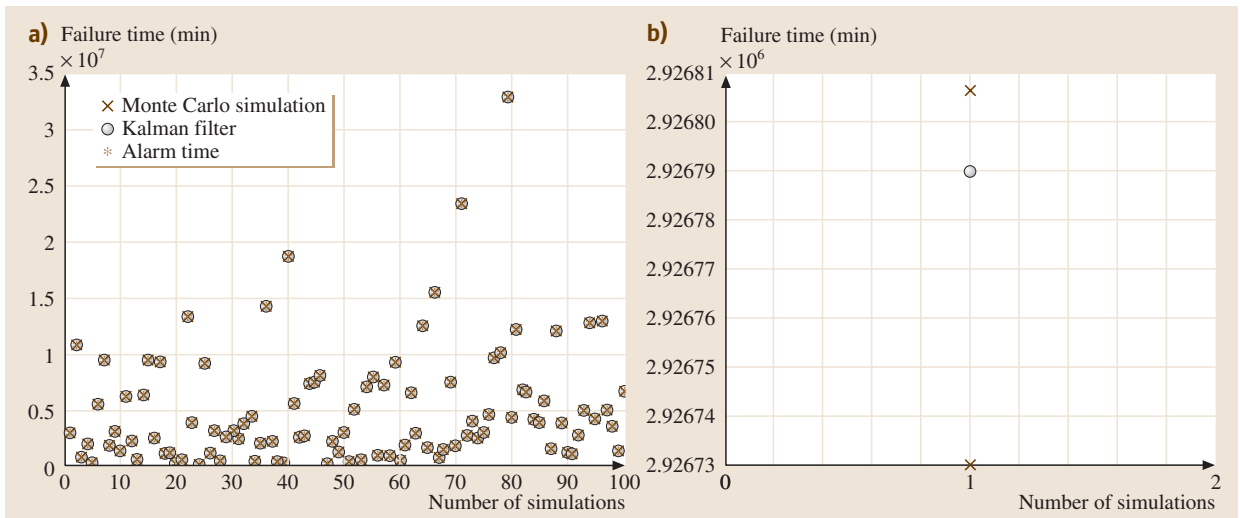 a) Failure time (min)
× 10⁷
3.5
3
2.5
2
1.5
1
0.5
0
× Monte Carlo simulation
Kalman filter
* Alarm time
0 10 20 30 40 50 60 70 80 90 100
Number of simulations
b) Failure time (min)
× 10⁶
2.92681
2.92680
2.92679
2.92678
2.92677
2.92676
2.92675
2.92674
2.92673
0 1 2
Number of simulations